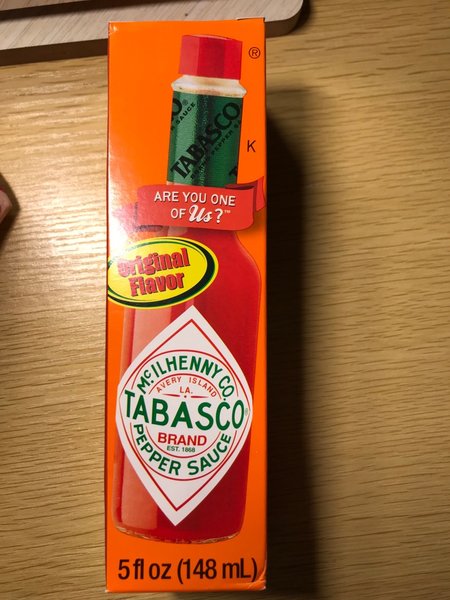 ®
TABASCO®
K
ARE YOU ONE
OF Us?™
Original
Flavor
McILHENNY CO.
AVERY ISLAND
LA.
TABASCO®
BRAND
EST. 1868
PEPPER SAUCE
5 fl oz (148 mL)